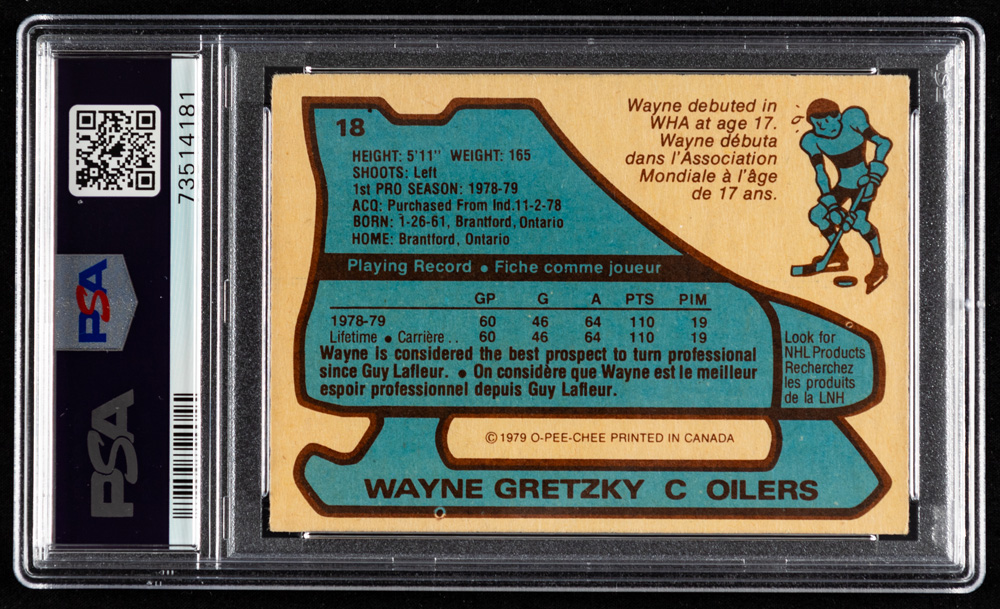 73514181
PSA
PSA
18
HEIGHT: 5'11" WEIGHT: 165
SHOOTS: Left
1st PRO SEASON: 1978-79
ACQ: Purchased From Ind.11-2-78
BORN: 1-26-61, Brantford, Ontario
HOME: Brantford, Ontario
Wayne debuted in
WHA at age 17.
Wayne débuta
dans l'Association
Mondiale à l'âge
de 17 ans.
Playing Record • Fiche comme joueur
GP G A PTS PIM
1978-79 60 46 64 110 19
Lifetime • Carrière . . 60 46 64 110 19
Wayne is considered the best prospect to turn professional
since Guy Lafleur. • On considère que Wayne est le meilleur
espoir professionnel depuis Guy Lafleur.
Look for
NHL Products
Recherchez
les produits
de la LNH
© 1979 O-PEE-CHEE PRINTED IN CANADA
WAYNE GRETZKY C OILERS